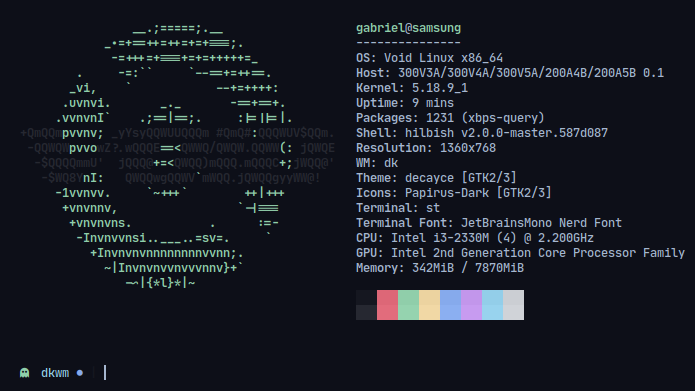 gabriel@samsung
---------------
OS: Void Linux x86_64
Host: 300V3A/300V4A/300V5A/200A4B/200A5B 0.1
Kernel: 5.18.9_1
Uptime: 9 mins
Packages: 1231 (xbps-query)
Shell: hilbish v2.0.0-master.587d087
Resolution: 1360x768
WM: dk
Theme: decayce [GTK2/3]
Icons: Papirus-Dark [GTK2/3]
Terminal: st
Terminal Font: JetBrainsMono Nerd Font
CPU: Intel i3-2330M (4) @ 2.200GHz
GPU: Intel 2nd Generation Core Processor Family
Memory: 342MiB / 7870MiB
dkwm